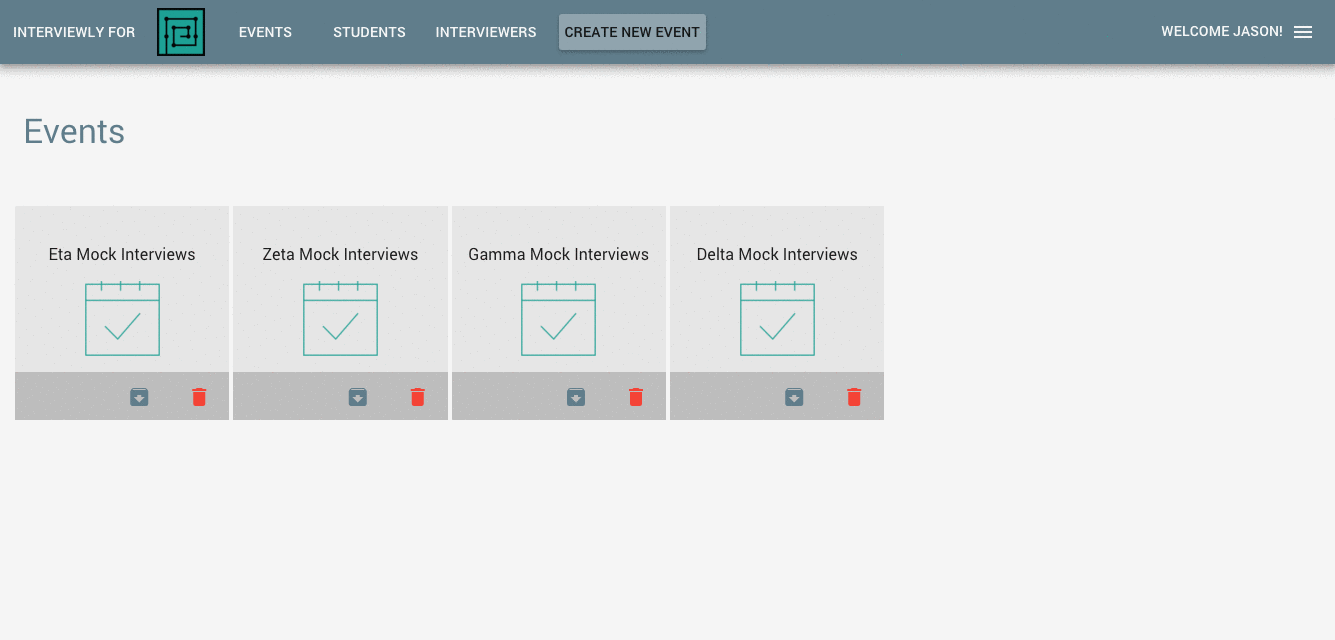 INTERVIEWLY FOR EVENTS STUDENTS INTERVIEWERS CREATE NEW EVENT WELCOME JASON!
Events
Eta Mock Interviews Zeta Mock Interviews Gamma Mock Interviews Delta Mock Interviews